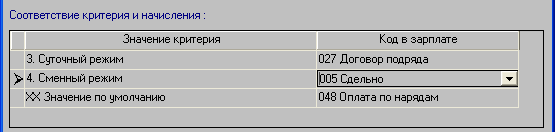 Соответствие критерия и начисления :
Значение критерия Код в зарплате
3. Суточный режим 027 Договор подряда
4. Сменный режим 005 Сдельно
XX Значение по умолчанию 048 Оплата по нарядам